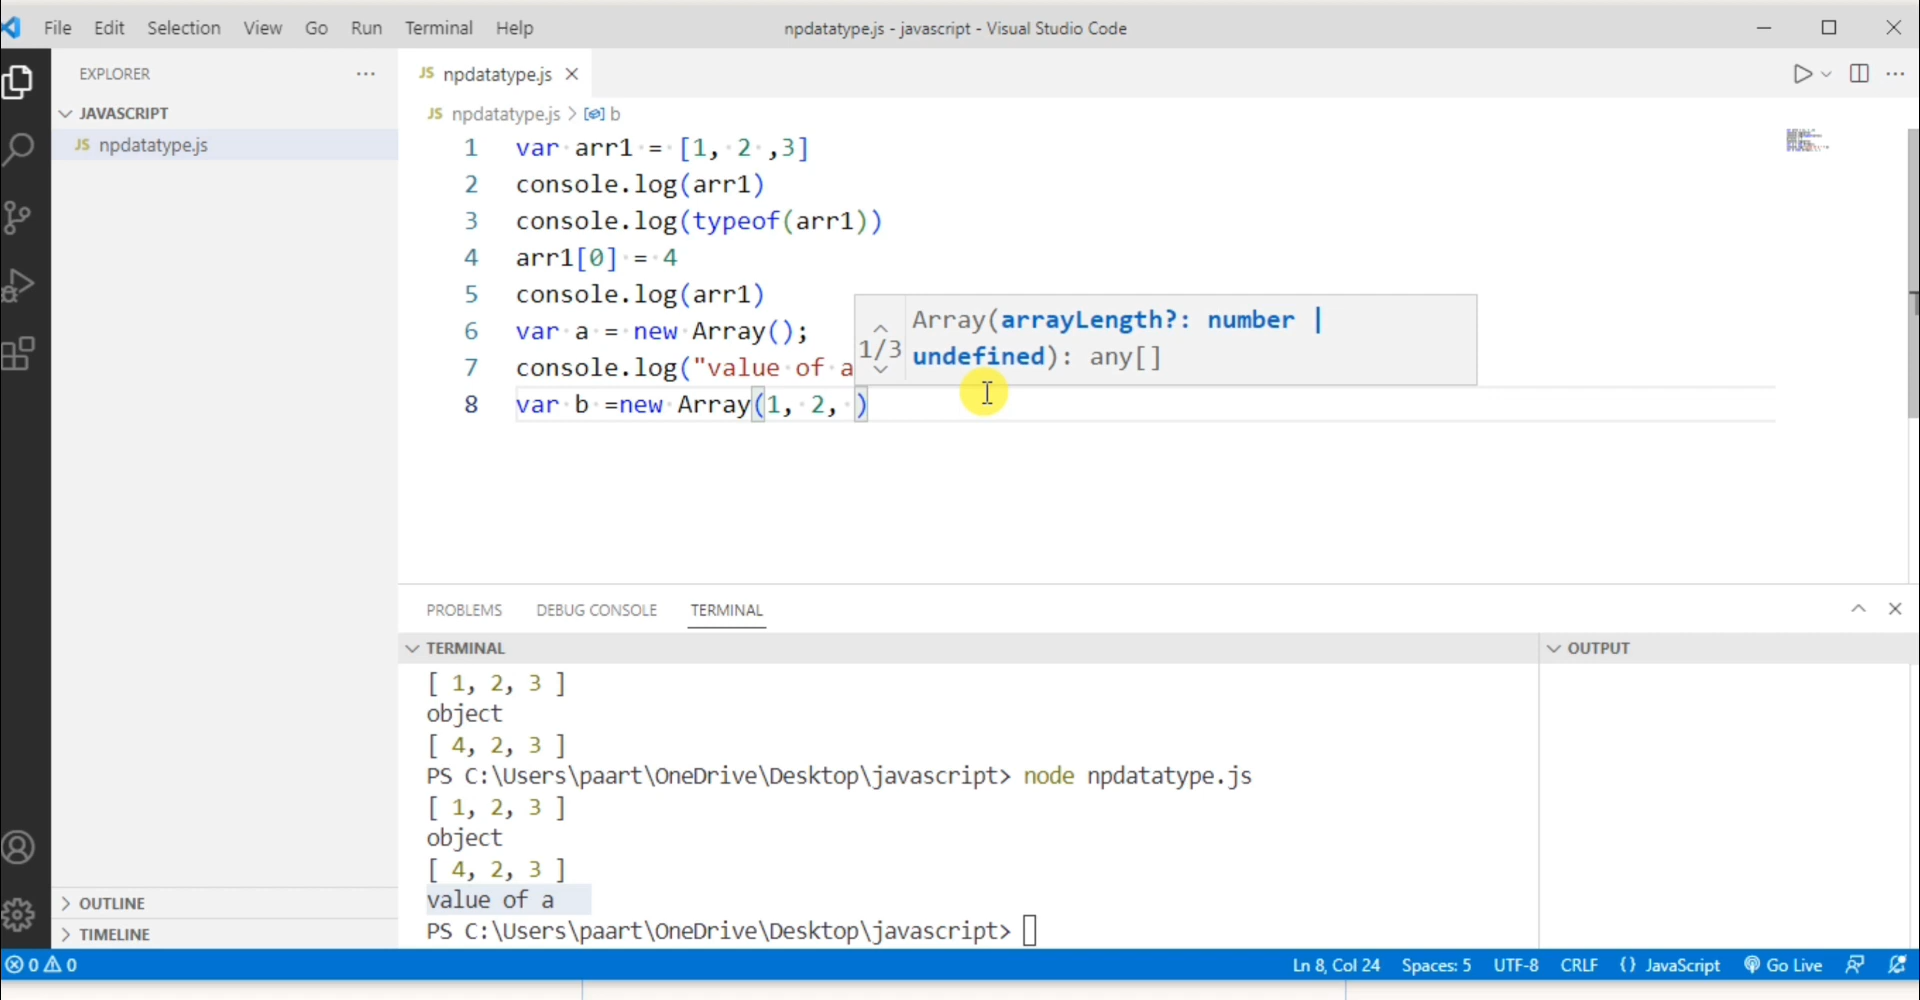 File Edit Selection View Go Run Terminal Help
npdatatype.js - javascript - Visual Studio Code
EXPLORER
JAVASCRIPT
JS npdatatype.js
OUTLINE
TIMELINE
JS npdatatype.js
JS npdatatype.js > b
1 var arr1 = [1, 2 ,3]
2 console.log(arr1)
3 console.log(typeof(arr1))
4 arr1[0] = 4
5 console.log(arr1)
6 var a = new Array();
7 console.log("value of a
8 var b =new Array(1, 2, )
1/3
Array(arrayLength?: number |
undefined): any[]
PROBLEMS DEBUG CONSOLE TERMINAL
TERMINAL
[ 1, 2, 3 ]
object
[ 4, 2, 3 ]
PS C:\Users\paart\OneDrive\Desktop\javascript> node npdatatype.js
[ 1, 2, 3 ]
object
[ 4, 2, 3 ]
value of a
PS C:\Users\paart\OneDrive\Desktop\javascript>
OUTPUT
0 0 Ln 8, Col 24 Spaces: 5 UTF-8 CRLF {} JavaScript Go Live